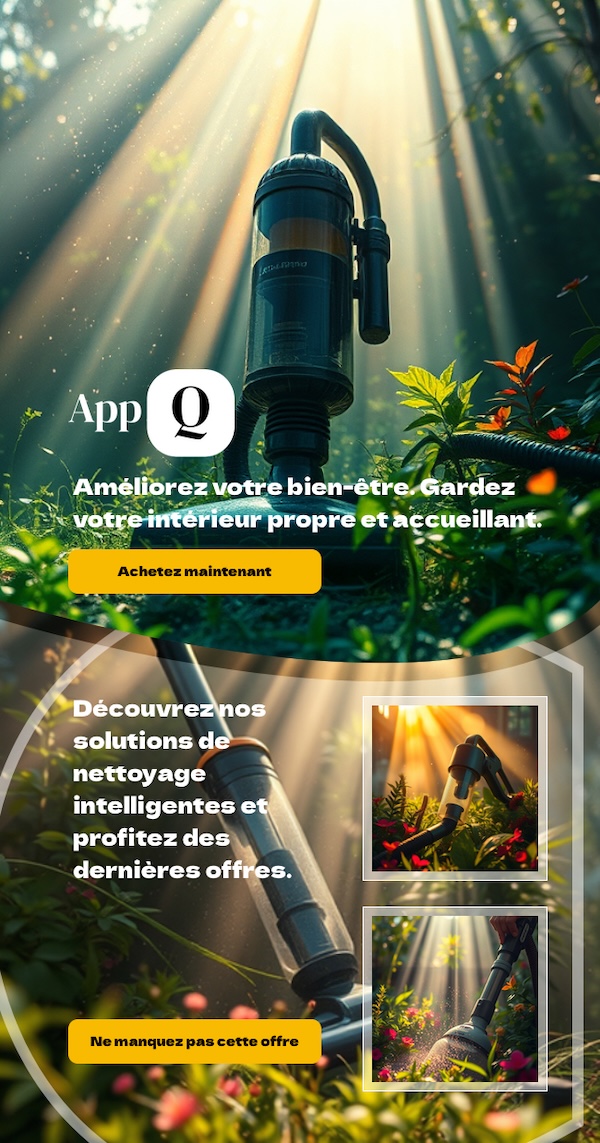 App Q
Améliorez votre bien-être. Gardez
votre intérieur propre et accueillant.
Achetez maintenant
Découvrez nos
solutions de
nettoyage
intelligentes et
profitez des
dernières offres.
Ne manquez pas cette offre